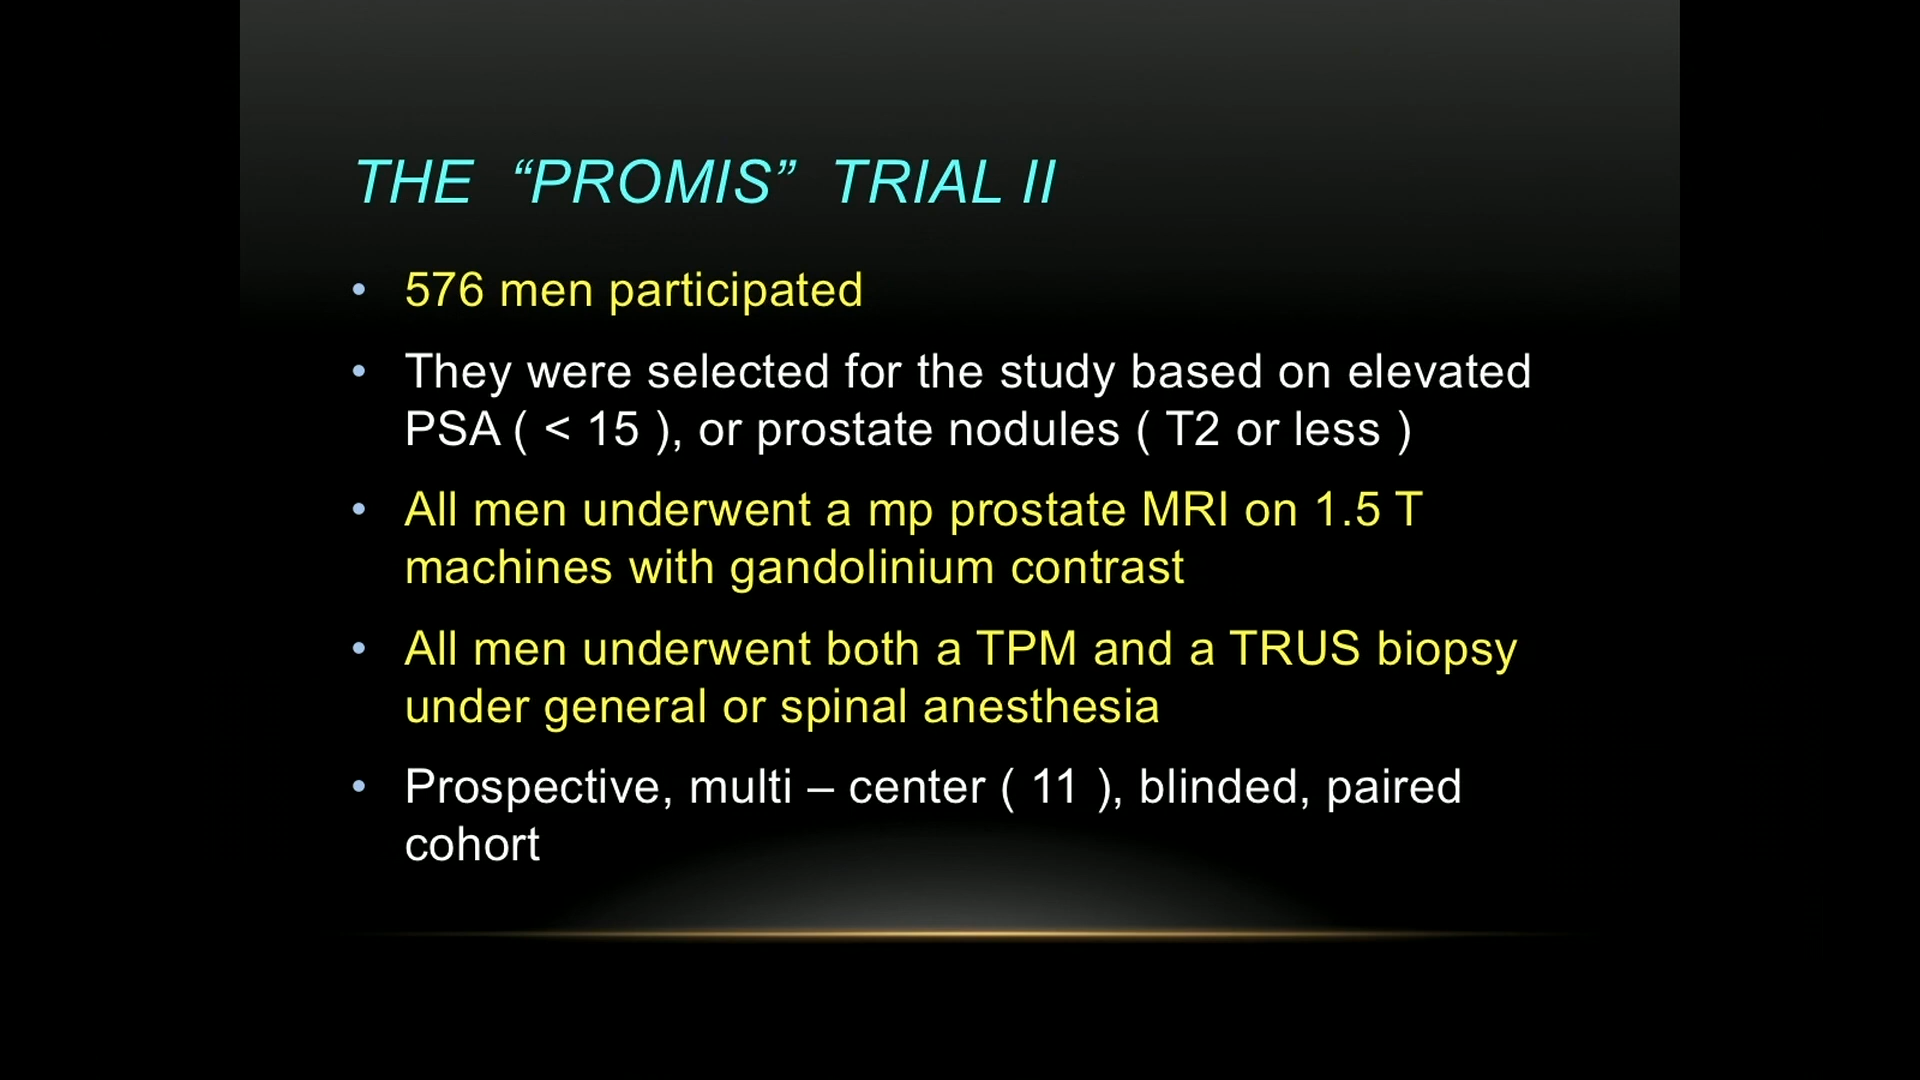 THE “PROMIS” TRIAL II
• 576 men participated
• They were selected for the study based on elevated
PSA ( < 15 ), or prostate nodules ( T2 or less )
• All men underwent a mp prostate MRI on 1.5 T
machines with gandolinium contrast
• All men underwent both a TPM and a TRUS biopsy
under general or spinal anesthesia
• Prospective, multi – center ( 11 ), blinded, paired
cohort